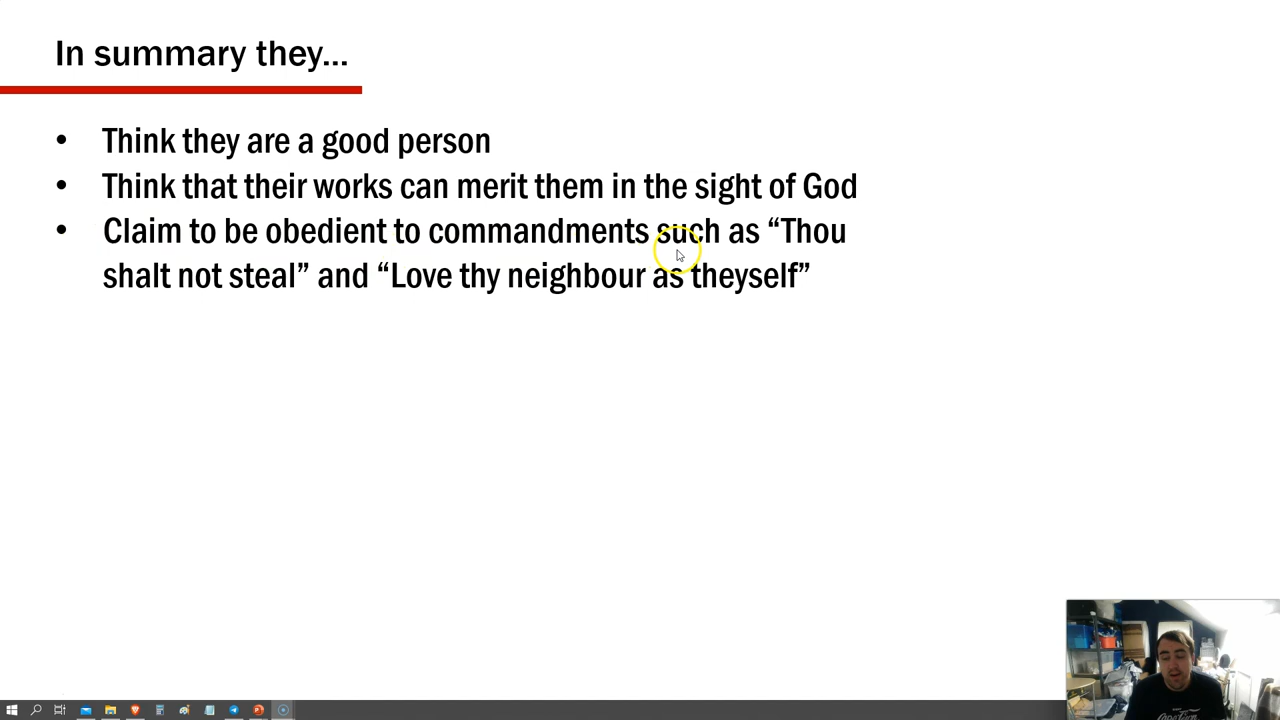 In summary they...
• Think they are a good person
• Think that their works can merit them in the sight of God
• Claim to be obedient to commandments such as “Thou
shalt not steal” and “Love thy neighbour as theyself”